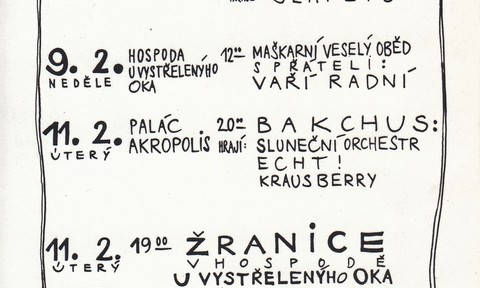 9. 2. NEDĚLE HOSPODA U VYSTŘELENÝHO OKA 12⁰⁰ MAŠKARNÍ VESELÝ OBĚD
S PŘÁTELI:
VAŘÍ RADNÍ
11. 2. ÚTERÝ PALÁC AKROPOLIS 20⁰⁰ HRAJÍ: BAKCHUS:
SLUNEČNÍ ORCHESTR
ECHT!
KRAUSBERRY
11. 2. ÚTERÝ 19⁰⁰ ŽRANiCE
V HOSPODĚ
U VYSTŘELENÝHO OKA